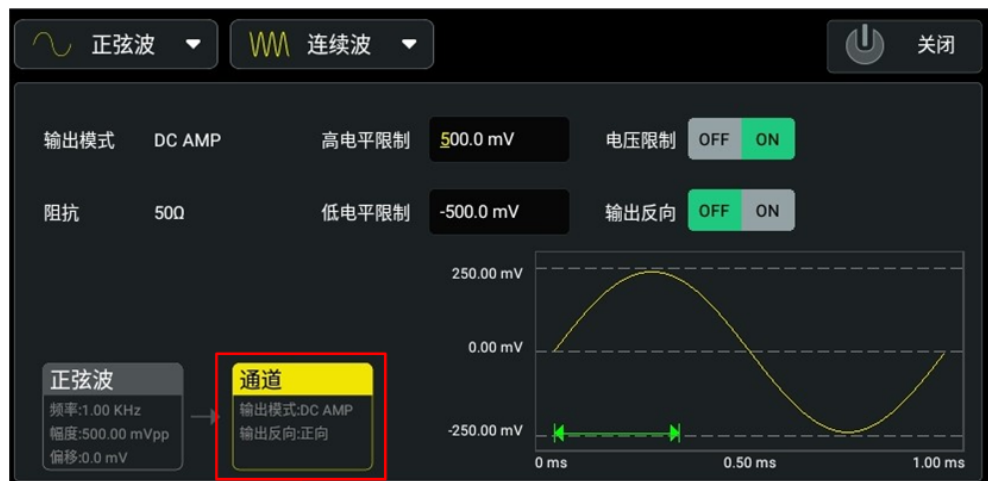 正弦波 连续波 关闭
输出模式 DC AMP 高电平限制 500.0 mV 电压限制 OFF ON
阻抗 50Ω 低电平限制 -500.0 mV 输出反向 OFF ON
250.00 mV
0.00 mV
-250.00 mV
0 ms 0.50 ms 1.00 ms
正弦波
频率:1.00 KHz
幅度:500.00 mVpp
偏移:0.0 mV
通道
输出模式:DC AMP
输出反向:正向